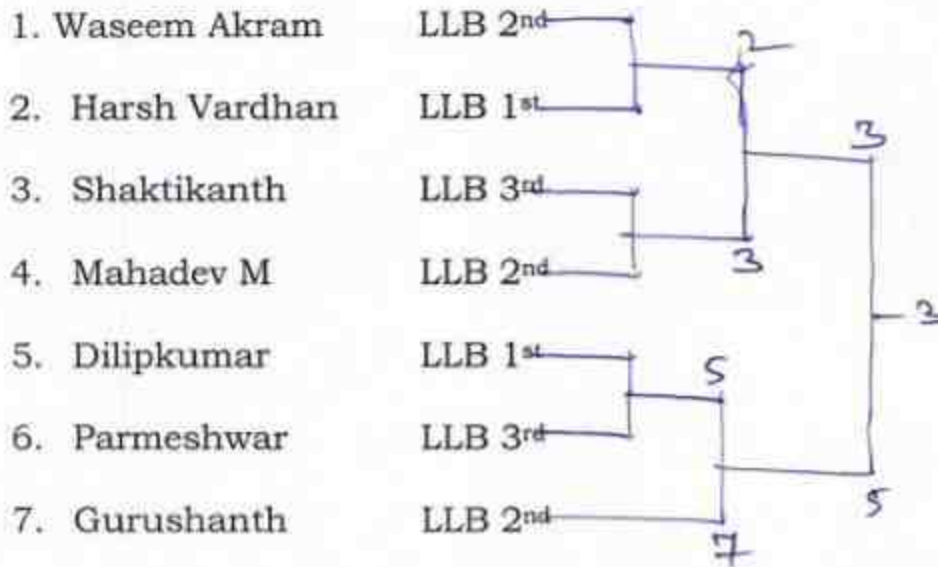 1. Waseem Akram LLB 2nd
2
2. Harsh Vardhan LLB 1st
3
3. Shaktikanth LLB 3rd
3
4. Mahadev M LLB 2nd
3
5. Dilipkumar LLB 1st
5
6. Parmeshwar LLB 3rd
5
7. Gurushanth LLB 2nd
7